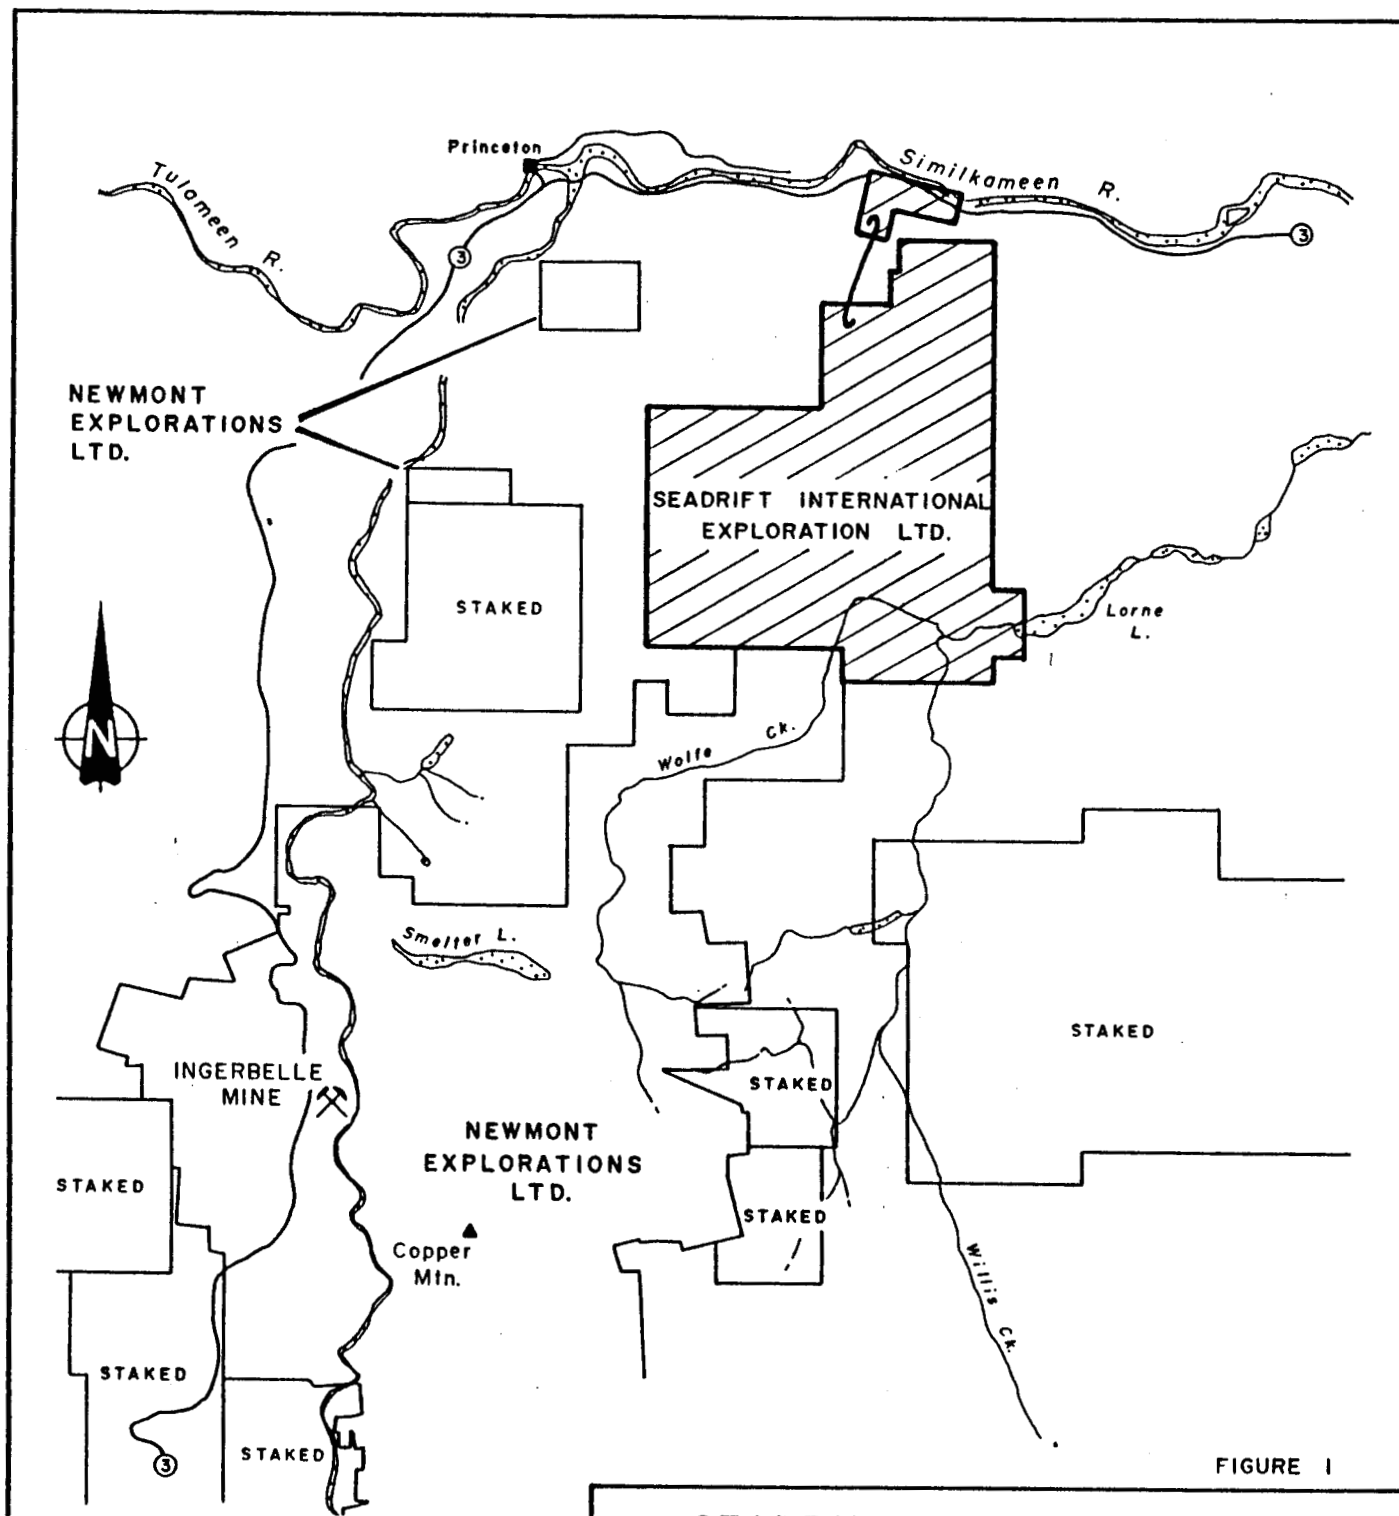 Princeton
Similkameen R.
Tulameen R.
3
3
NEWMONT
EXPLORATIONS
LTD.
SEADRIFT INTERNATIONAL
EXPLORATION LTD.
STAKED
Lorne
L.
N
Wolfe Ck.
Smelter L.
STAKED
INGERBELLE
MINE
STAKED
NEWMONT
EXPLORATIONS
LTD.
STAKED
STAKED
Copper
Mtn.
Willis Ck.
STAKED
STAKED
3
FIGURE 1